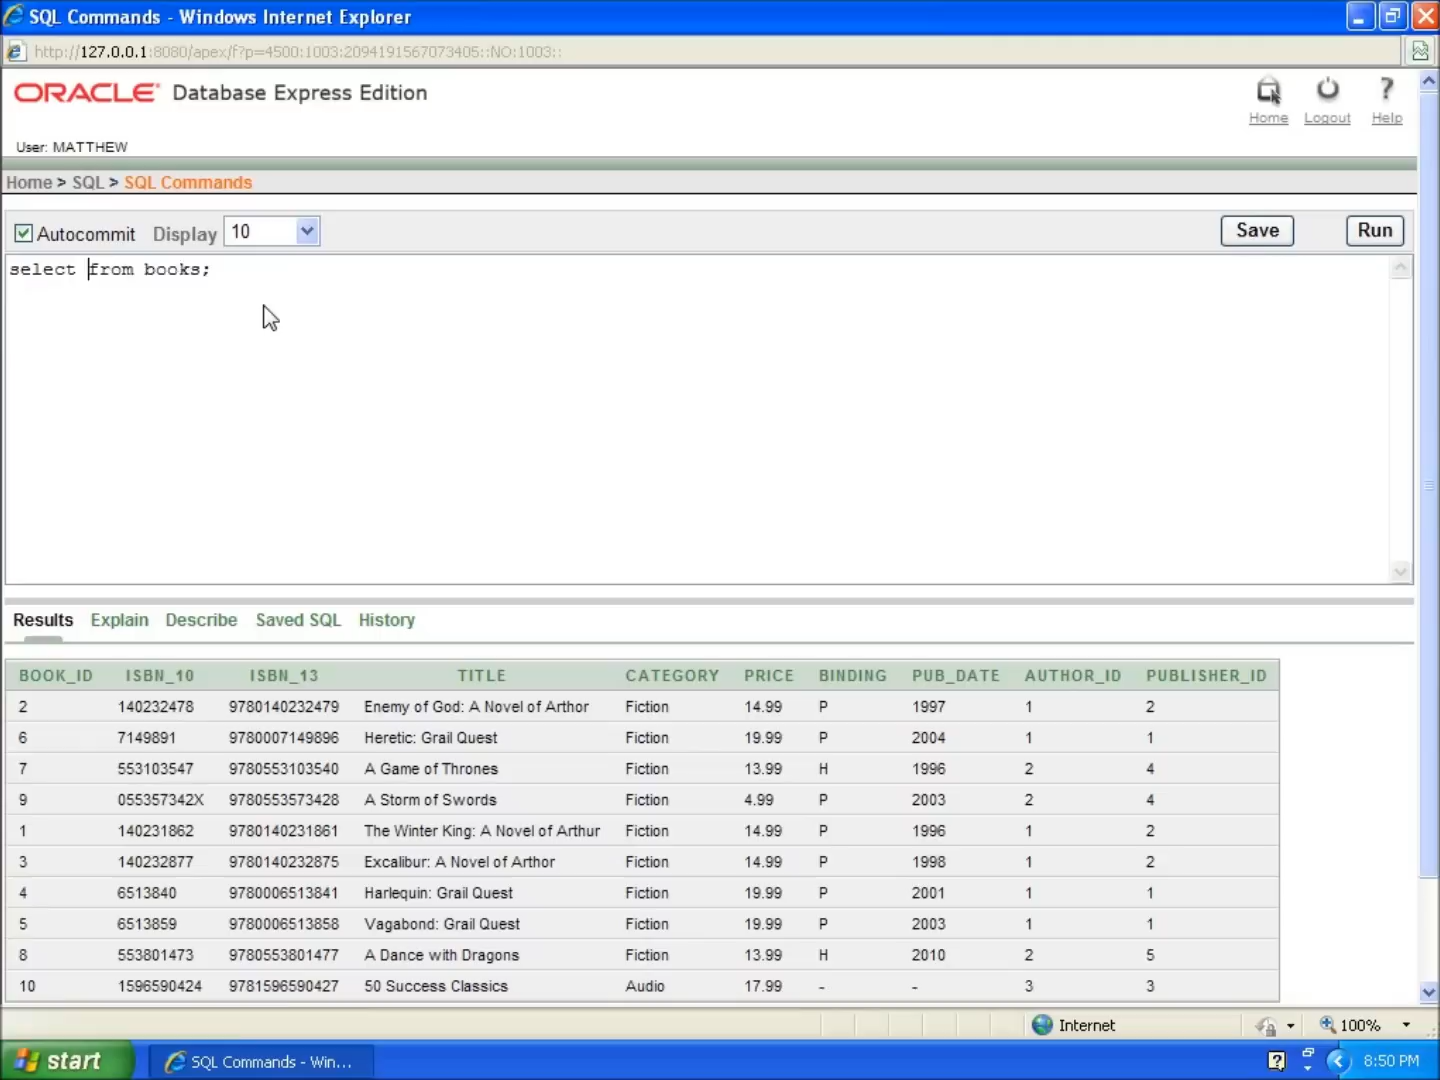 SQL Commands - Windows Internet Explorer
http://127.0.0.1:8080/apex/f?p=4500:1003:2094191567073405::NO:1003::
ORACLE Database Express Edition
Home Logout Help
User: MATTHEW
Home > SQL > SQL Commands
Autocommit Display 10 Save Run
select from books;
Results Explain Describe Saved SQL History
BOOK_ID ISBN_10 ISBN_13 TITLE CATEGORY PRICE BINDING PUB_DATE AUTHOR_ID PUBLISHER_ID
2 140232478 9780140232479 Enemy of God: A Novel of Arthor Fiction 14.99 P 1997 1 2
6 7149891 9780007149896 Heretic: Grail Quest Fiction 19.99 P 2004 1 1
7 553103547 9780553103540 A Game of Thrones Fiction 13.99 H 1996 2 4
9 055357342X 9780553573428 A Storm of Swords Fiction 4.99 P 2003 2 4
1 140231862 9780140231861 The Winter King: A Novel of Arthur Fiction 14.99 P 1996 1 2
3 140232877 9780140232875 Excalibur: A Novel of Arthor Fiction 14.99 P 1998 1 2
4 6513840 9780006513841 Harlequin: Grail Quest Fiction 19.99 P 2001 1 1
5 6513859 9780006513858 Vagabond: Grail Quest Fiction 19.99 P 2003 1 1
8 553801473 9780553801477 A Dance with Dragons Fiction 13.99 H 2010 2 5
10 1596590424 9781596590427 50 Success Classics Audio 17.99 - - 3 3
Internet 100%
start SQL Commands - Win... 8:50 PM